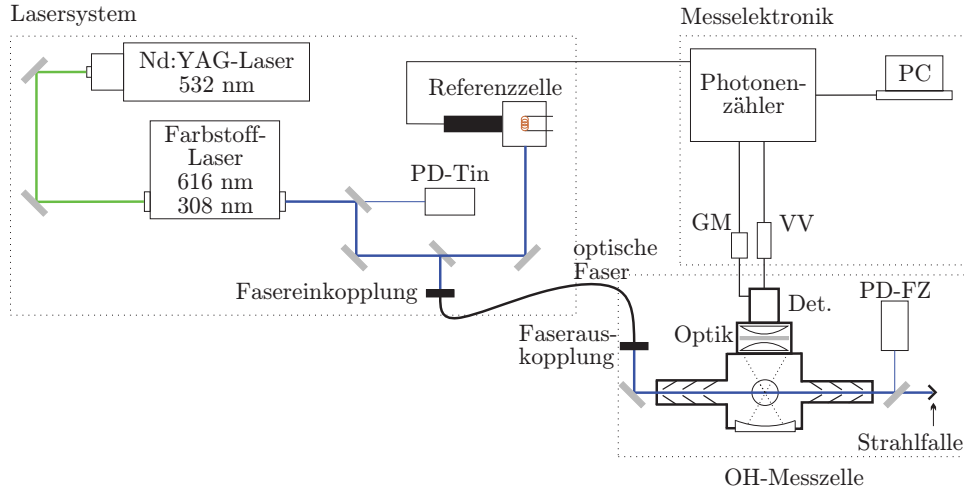 Lasersystem
Nd:YAG-Laser
532 nm
Referenzzelle
Farbstoff-
Laser
616 nm
308 nm
PD-Tin
Fasereinkopplung
optische
Faser
Messelektronik
Photonen-
zähler
PC
GM
VV
Det.
Optik
PD-FZ
Faseraus-
kopplung
Strahlfalle
OH-Messzelle